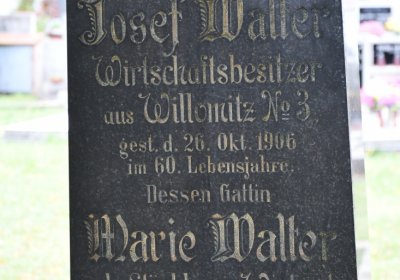 Josef Walter
Wirtschaftsbesitzer
aus Willomitz No 3.
gest. d. 26. Okt. 1906
im 60. Lebensjahre.
Dessen Gattin
Marie Walter